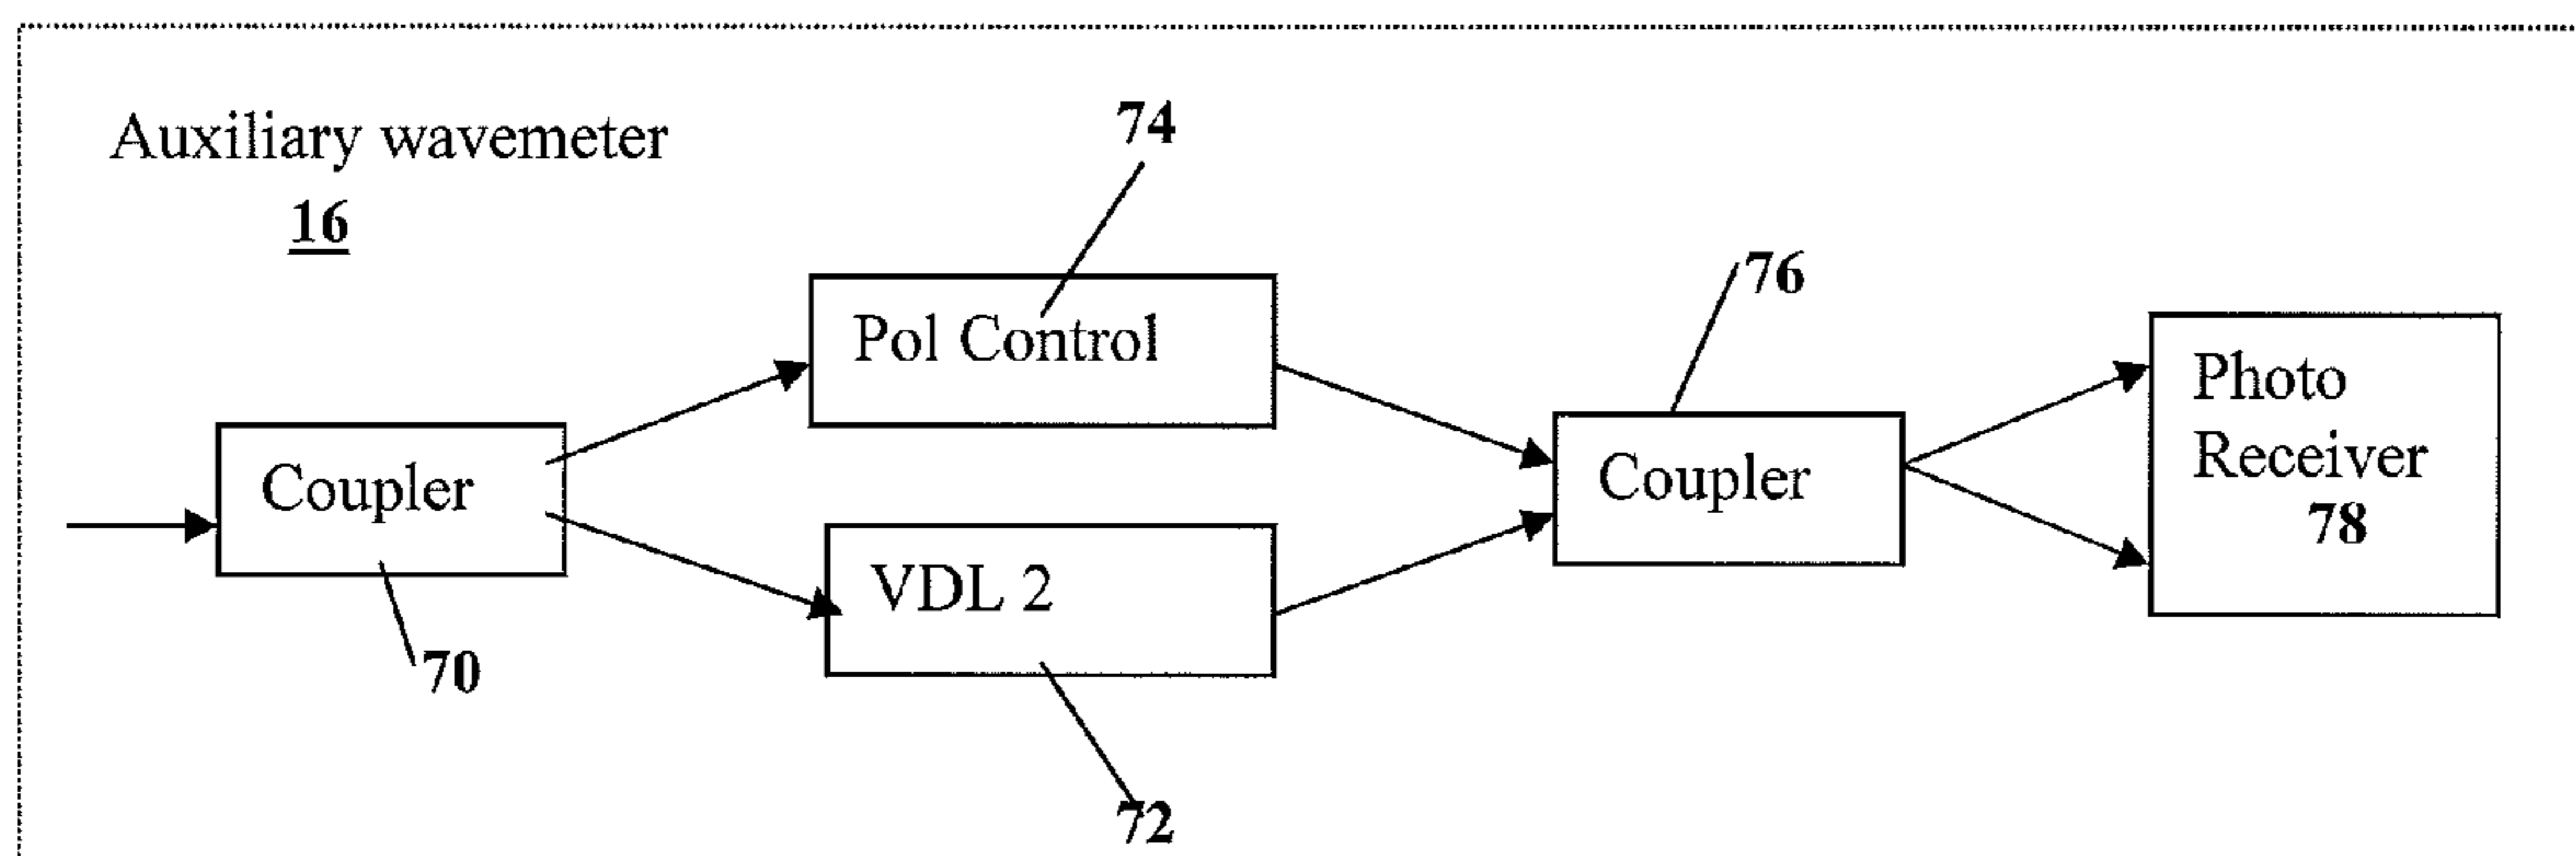 Auxiliary wavemeter
16
74
Pol Control
76
Photo
Receiver
78
Coupler
Coupler
70
VDL 2
72